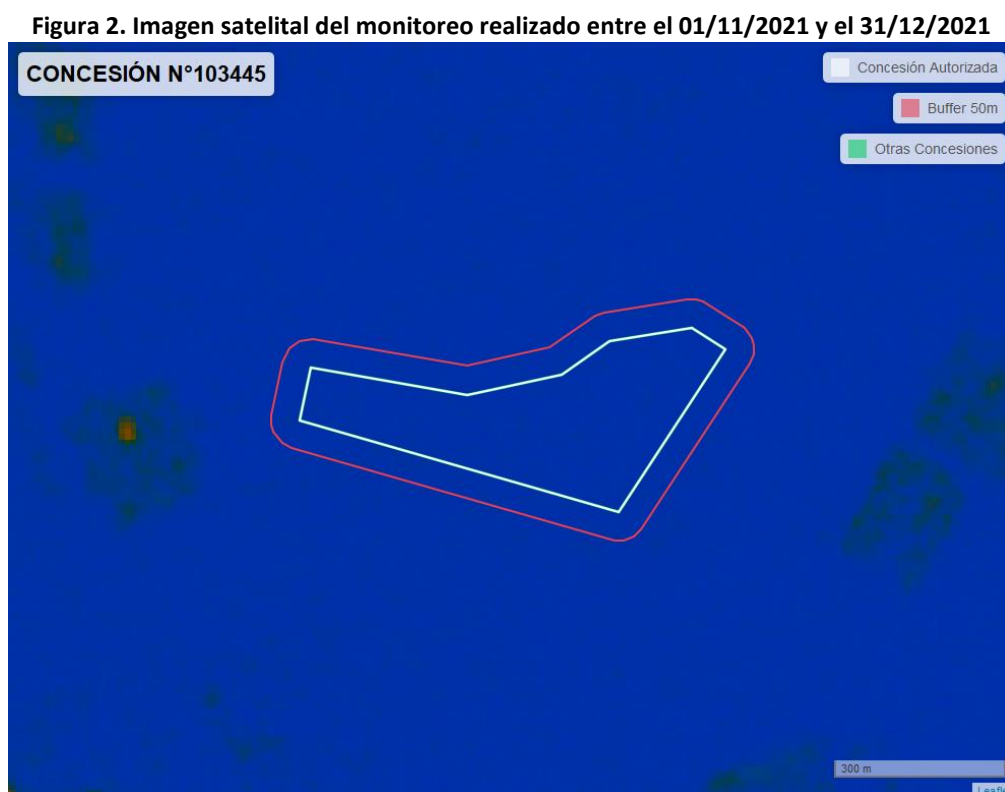 Figura 2. Imagen satelital del monitoreo realizado entre el 01/11/2021 y el 31/12/2021
CONCESIÓN N°103445
Concesión Autorizada
Buffer 50m
Otras Concesiones
300 m